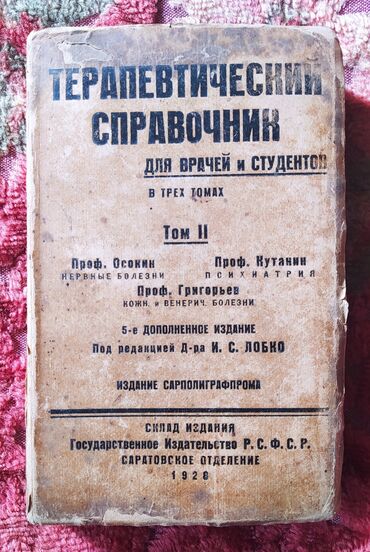 ТЕРАПЕВТИЧЕСКИЙ
СПРАВОЧНИК
ДЛЯ ВРАЧЕЙ и СТУДЕНТОВ
В ТРЕХ ТОМАХ
Том II
Проф. Осокин Проф. Кутанин
НЕРВНЫЕ БОЛЕЗНИ ПСИХИАТРИЯ
Проф. Григорьев
КОЖН. и ВЕНЕРИЧ. БОЛЕЗНИ
5-е ДОПОЛНЕННОЕ ИЗДАНИЕ
Под редакцией Д-ра И. С. ЛОБКО
ИЗДАНИЕ САРПОЛИГРАФПРОМА
СКЛАД ИЗДАНИЯ
Государственное Издательство Р. С. Ф. С. Р.
САРАТОВСКОЕ ОТДЕЛЕНИЕ
1928